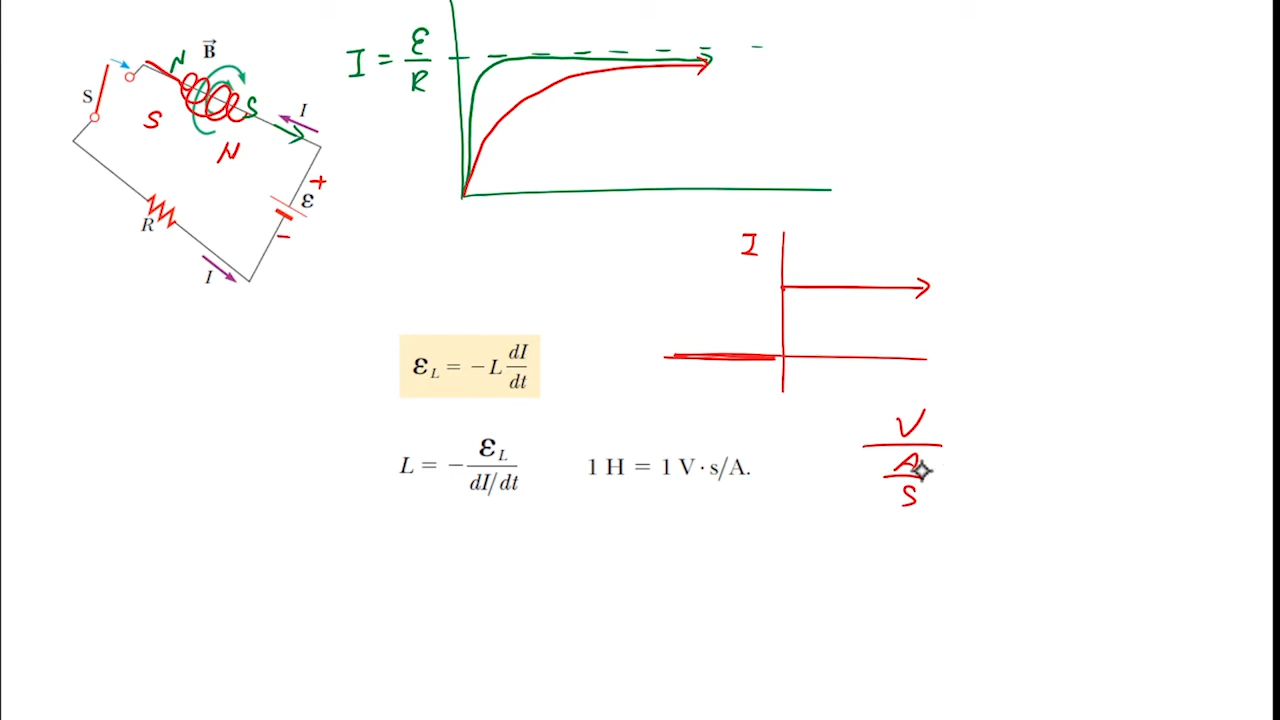 N
B
S
S
S
N
I
+
ε
-
R
I
I = ε/R
I
ε_L = -L dI/dt
V
L = - ε_L / dI/dt
1 H = 1 V · s/A.
A
S